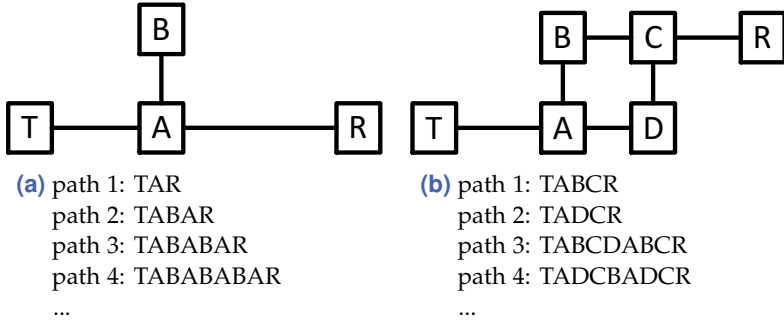 B
T A R
(a) path 1: TAR
path 2: TABAR
path 3: TABABAR
path 4: TABABABAR
...
B C R
T A D
(b) path 1: TABCR
path 2: TADCR
path 3: TABCDABCR
path 4: TADCBADCR
...